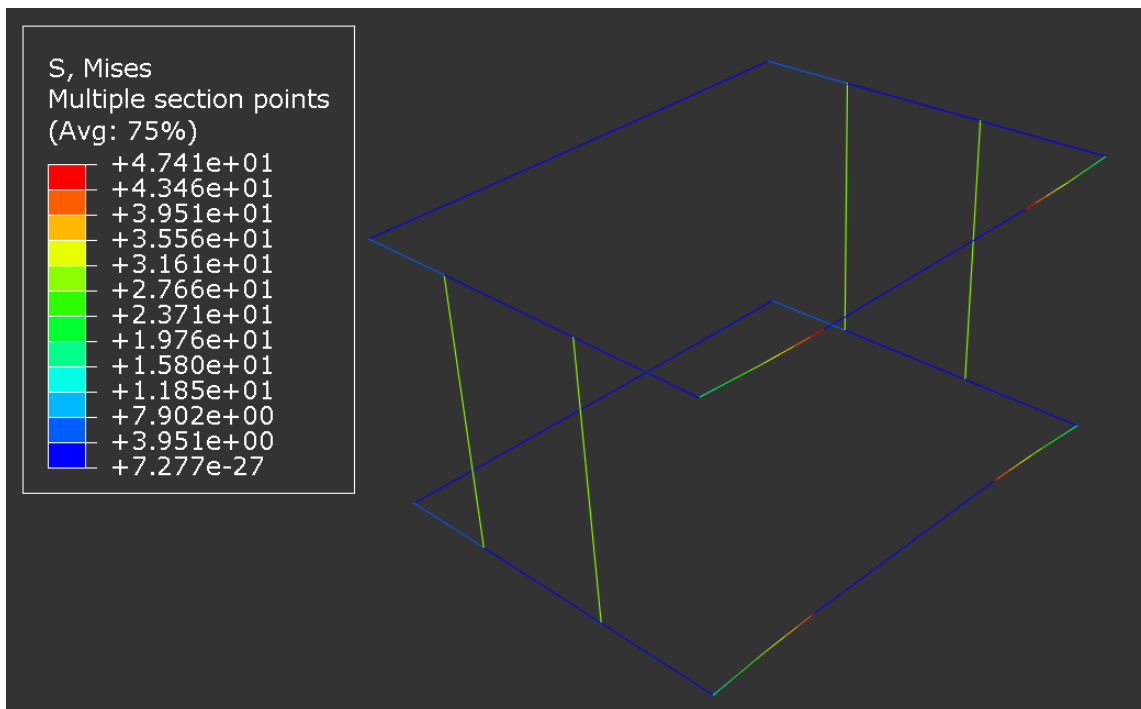 S, Mises
Multiple section points
(Avg: 75%)
+4.741e+01
+4.346e+01
+3.951e+01
+3.556e+01
+3.161e+01
+2.766e+01
+2.371e+01
+1.976e+01
+1.580e+01
+1.185e+01
+7.902e+00
+3.951e+00
+7.277e-27